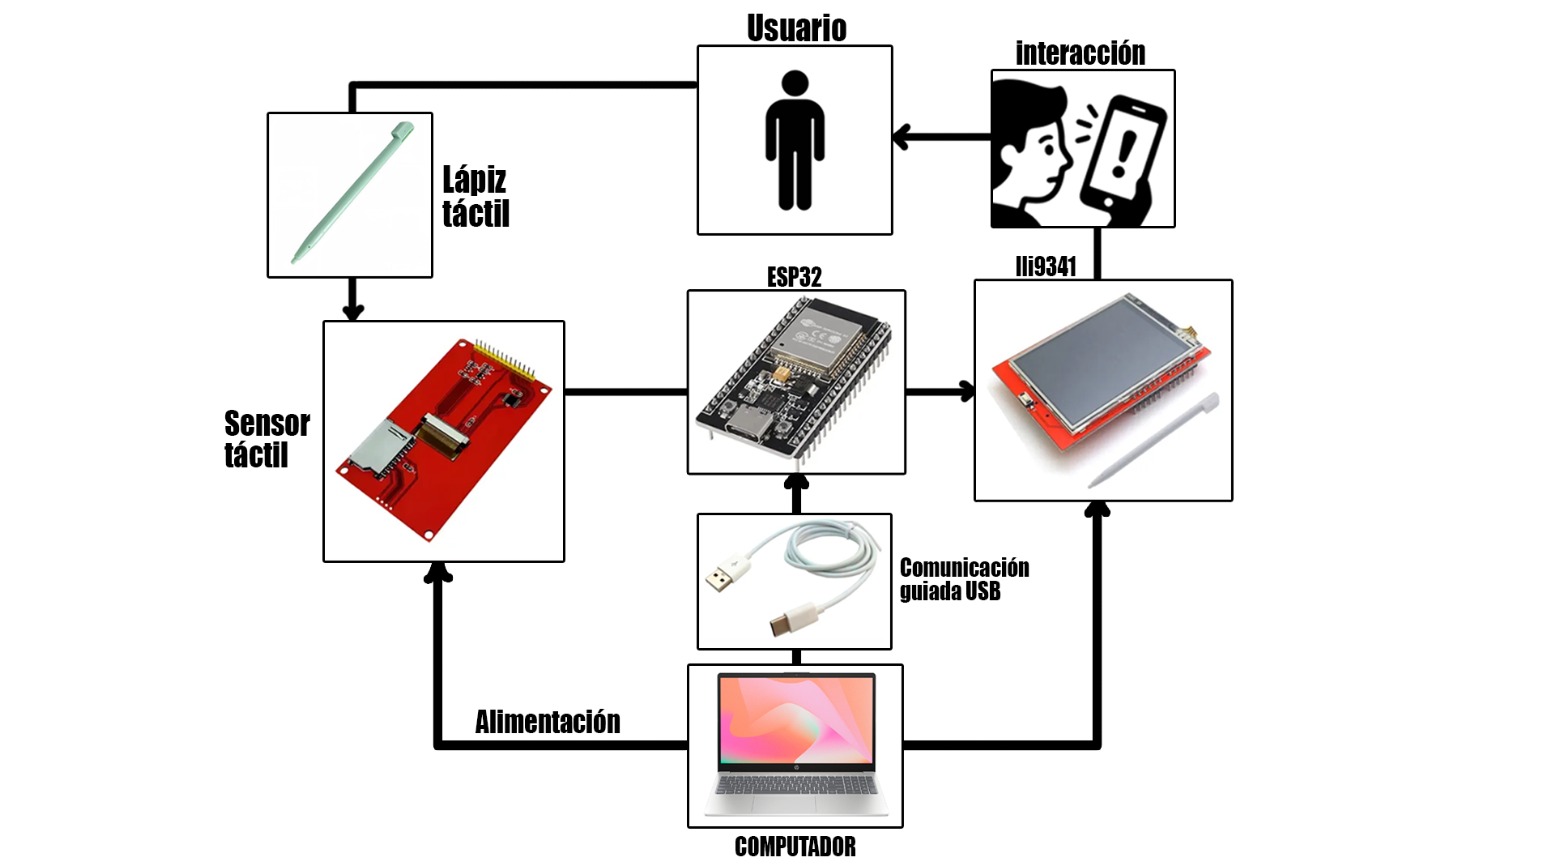 Usuario
interacción
Lápiz
táctil
ESP32
Ili9341
Sensor
táctil
Comunicación
guiada USB
Alimentación
COMPUTADOR